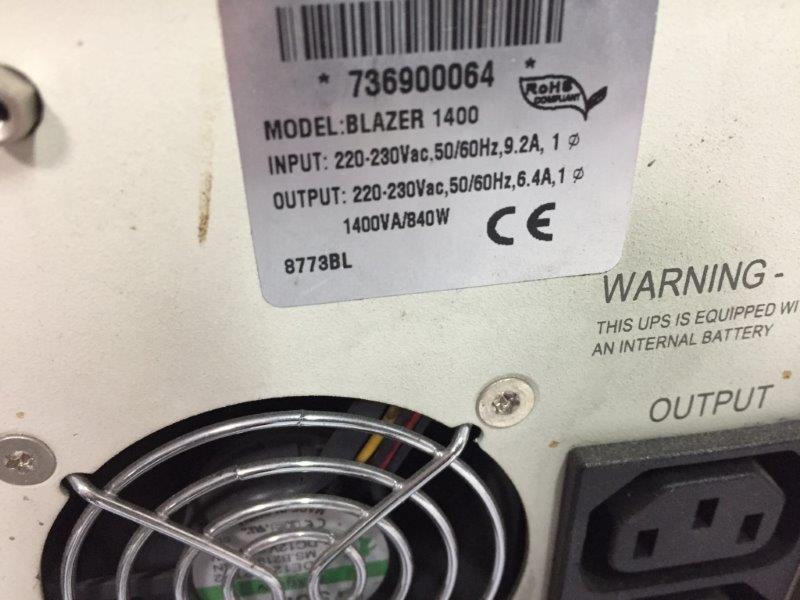 * 736900064 *
RoHS
COMPLIANT
MODEL:BLAZER 1400
INPUT: 220-230Vac,50/60Hz,9.2A, 1 ⌀
OUTPUT: 220-230Vac,50/60Hz,6.4A,1 ⌀
1400VA/840W
CE
8773BL
WARNING -
THIS UPS IS EQUIPPED WI
AN INTERNAL BATTERY
OUTPUT
DC12V